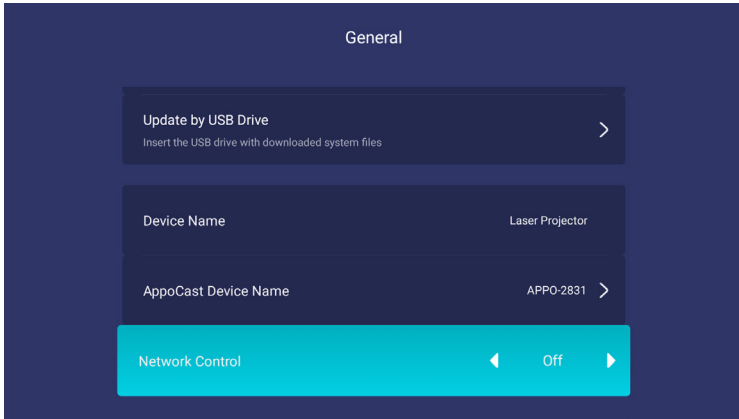 General
Update by USB Drive
Insert the USB drive with downloaded system files
Device Name
Laser Projector
AppoCast Device Name
APPO-2831
Network Control
Off